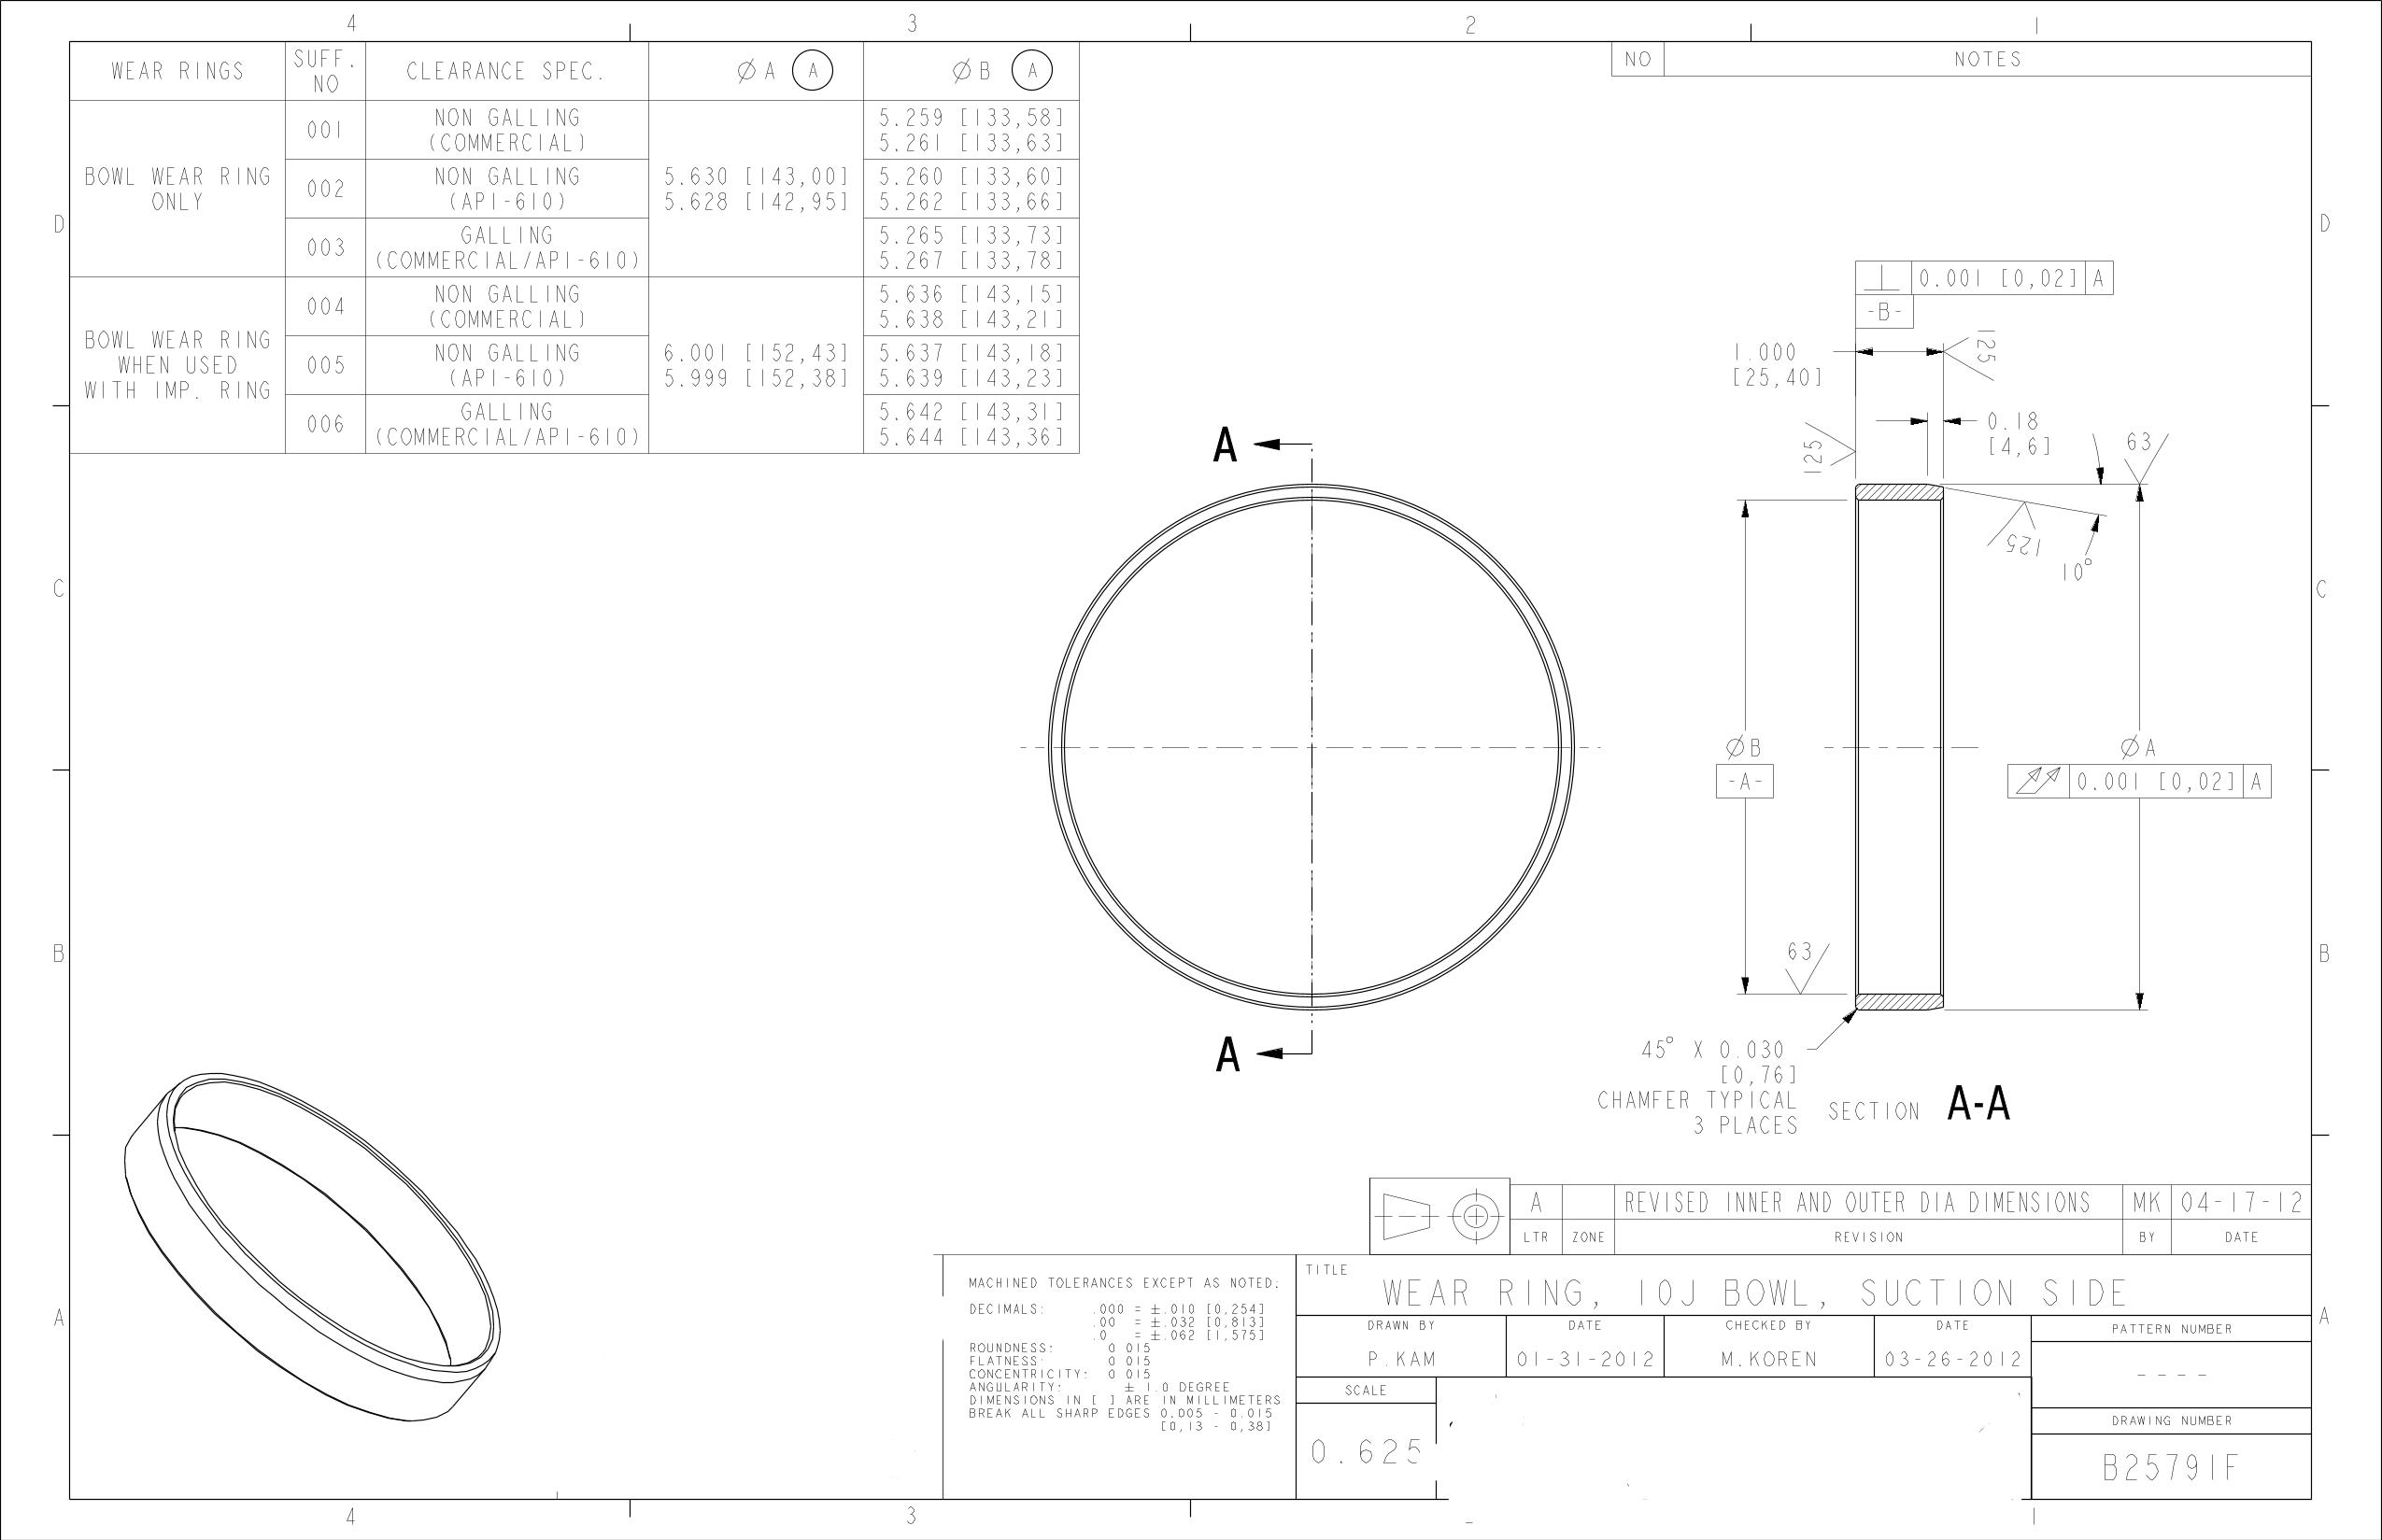 4
3
2
1
WEAR RINGS
SUFF. NO
CLEARANCE SPEC.
Ø A (A)
Ø B (A)
BOWL WEAR RING
ONLY
001
NON GALLING
(COMMERCIAL)
5.630 [143,00]
5.628 [142,95]
5.259 [133,58]
5.261 [133,63]
002
NON GALLING
(API-610)
5.260 [133,60]
5.262 [133,66]
003
GALLING
(COMMERCIAL/API-610)
5.265 [133,73]
5.267 [133,78]
BOWL WEAR RING
WHEN USED
WITH IMP. RING
004
NON GALLING
(COMMERCIAL)
6.001 [152,43]
5.999 [152,38]
5.636 [143,15]
5.638 [143,21]
005
NON GALLING
(API-610)
5.637 [143,18]
5.639 [143,23]
006
GALLING
(COMMERCIAL/API-610)
5.642 [143,31]
5.644 [143,36]
NO
NOTES
D
D
C
C
B
B
A
A
A
A
⊥ 0.001 [0,02] A
-B-
1.000
[25,40]
125
0.18
[4,6]
125
63
125
10°
ØB
-A-
ØA
0.001 [0,02] A
63
45° X 0.030
[0,76]
CHAMFER TYPICAL
3 PLACES
SECTION A-A
A
REVISED INNER AND OUTER DIA DIMENSIONS
MK
04-17-12
LTR
ZONE
REVISION
BY
DATE
MACHINED TOLERANCES EXCEPT AS NOTED:
DECIMALS: .000 = ±.010 [0,254]
.00 = ±.032 [0,813]
.0 = ±.062 [1,575]
ROUNDNESS: 0.015
FLATNESS: 0.015
CONCENTRICITY: 0.015
ANGULARITY: ± 1.0 DEGREE
DIMENSIONS IN [ ] ARE IN MILLIMETERS
BREAK ALL SHARP EDGES 0.005 - 0.015
[0,13 - 0,38]
TITLE
WEAR RING, 10J BOWL, SUCTION SIDE
DRAWN BY
DATE
CHECKED BY
DATE
PATTERN NUMBER
P.KAM
01-31-2012
M.KOREN
03-26-2012
----
SCALE
0.625
DRAWING NUMBER
B25791F
4
3
1